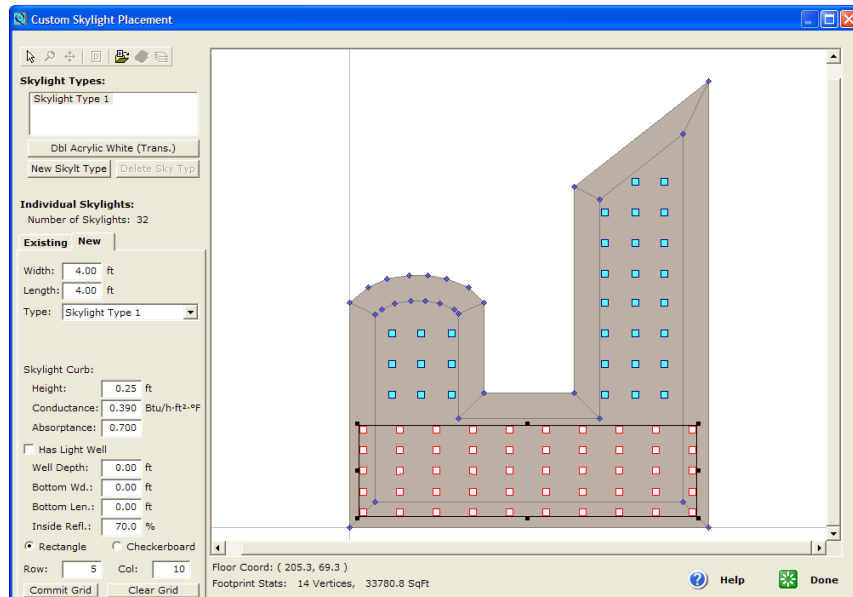 Custom Skylight Placement
D
Skylight Types:
Skylight Type 1
Dbl Acrylic White (Trans.)
New Skylt Type Delete Sky Typ
Individual Skylights:
Number of Skylights: 32
Existing New
Width: 4.00 ft
Length: 4.00 ft
Type: Skylight Type 1
Skylight Curb:
Height: 0.25 ft
Conductance: 0.390 Btu/h·ft²·°F
Absorptance: 0.700
Has Light Well
Well Depth: 0.00 ft
Bottom Wd.: 0.00 ft
Bottom Len.: 0.00 ft
Inside Refl.: 70.0 %
Rectangle Checkerboard
Row: 5 Col: 10
Commit Grid Clear Grid
Floor Coord: ( 205.3, 69.3 )
Footprint Stats: 14 Vertices, 33780.8 SqFt
? Help Done